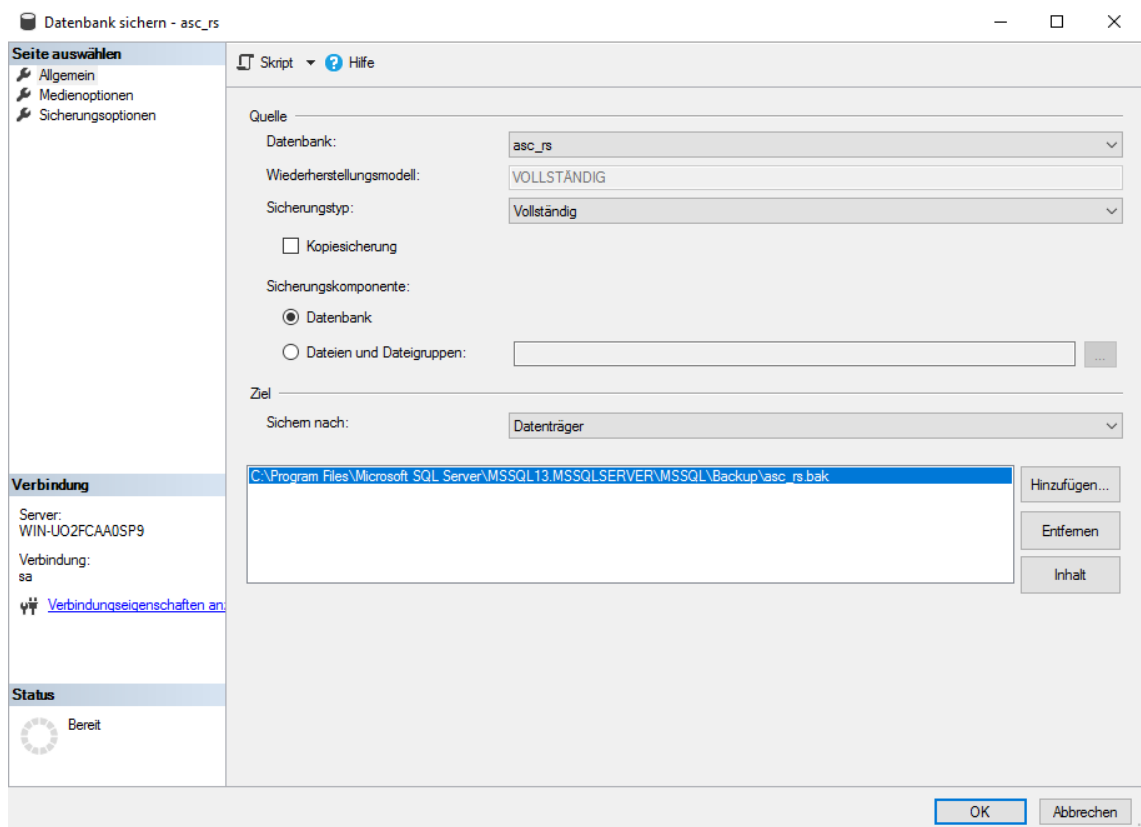 Datenbank sichern - asc_rs
Seite auswählen
Allgemein
Medienoptionen
Sicherungsoptionen
Skript
Hilfe
Quelle
Datenbank:
asc_rs
Wiederherstellungsmodell:
VOLLSTÄNDIG
Sicherungstyp:
Vollständig
Kopiesicherung
Sicherungskomponente:
Datenbank
Dateien und Dateigruppen:
...
Ziel
Sichern nach:
Datenträger
C:\Program Files\Microsoft SQL Server\MSSQL13.MSSQLSERVER\MSSQL\Backup\asc_rs.bak
Hinzufügen...
Entfernen
Inhalt
Verbindung
Server:
WIN-UO2FCAA0SP9
Verbindung:
sa
Verbindungseigenschaften an
Status
Bereit
OK
Abbrechen